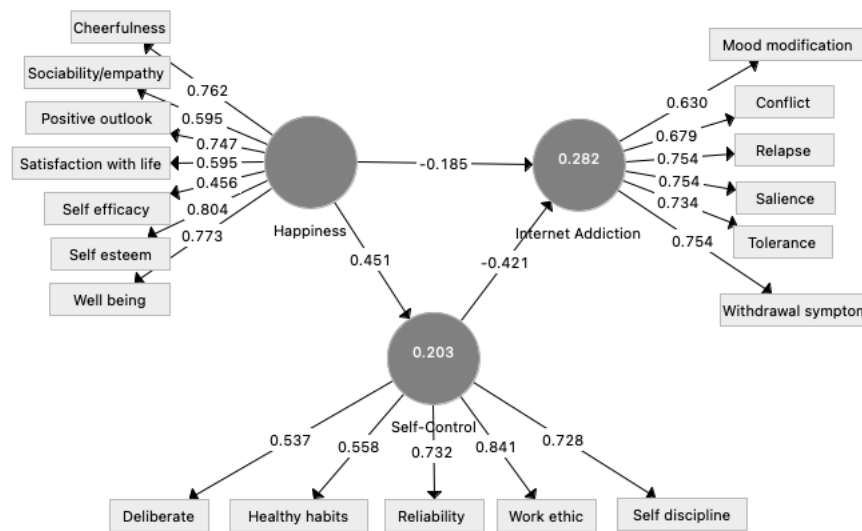 Cheerfulness
Sociability/empathy
Positive outlook
Satisfaction with life
Self efficacy
Self esteem
Well being
0.762
0.595
0.747
0.595
0.456
0.804
0.773
Happiness
-0.185
0.451
-0.421
0.282
Internet Addiction
0.630
0.679
0.754
0.754
0.734
0.754
Mood modification
Conflict
Relapse
Salience
Tolerance
Withdrawal symptom
0.203
Self-Control
0.537
0.558
0.732
0.841
0.728
Deliberate
Healthy habits
Reliability
Work ethic
Self discipline